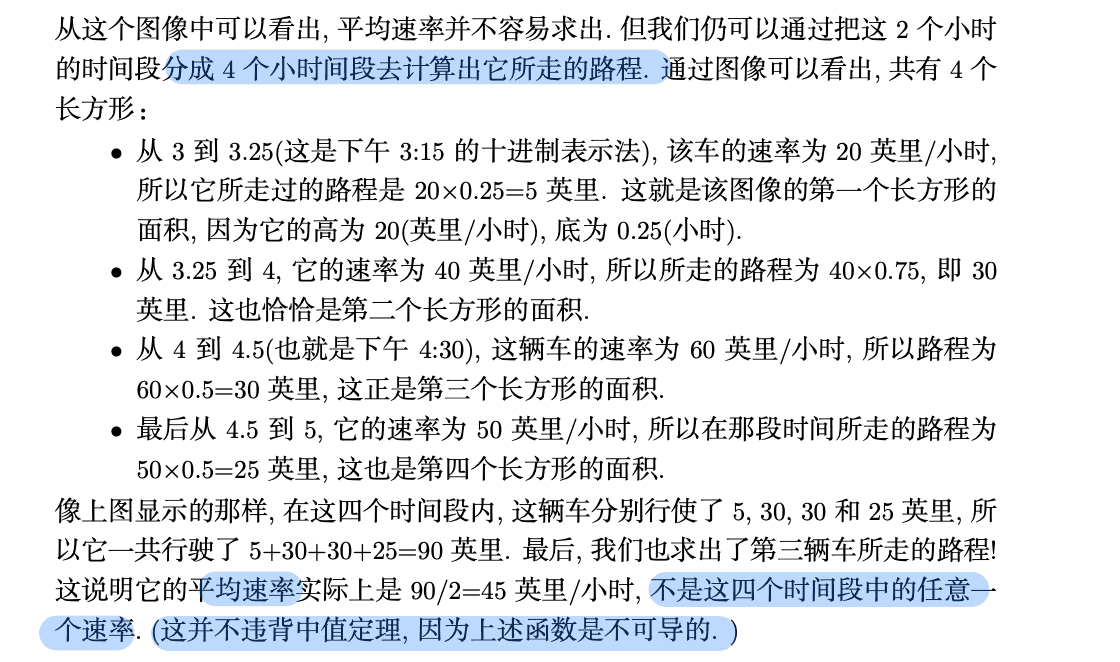 从这个图像中可以看出, 平均速率并不容易求出. 但我们仍可以通过把这 2 个小时
的时间段分成 4 个小时间段去计算出它所走的路程. 通过图像可以看出, 共有 4 个
长方形：
• 从 3 到 3.25(这是下午 3:15 的十进制表示法), 该车的速率为 20 英里/小时,
所以它所走过的路程是 20×0.25=5 英里. 这就是该图像的第一个长方形的
面积, 因为它的高为 20(英里/小时), 底为 0.25(小时).
• 从 3.25 到 4, 它的速率为 40 英里/小时, 所以所走的路程为 40×0.75, 即 30
英里. 这也恰恰是第二个长方形的面积.
• 从 4 到 4.5(也就是下午 4:30), 这辆车的速率为 60 英里/小时, 所以路程为
60×0.5=30 英里, 这正是第三个长方形的面积.
• 最后从 4.5 到 5, 它的速率为 50 英里/小时, 所以在那段时间所走的路程为
50×0.5=25 英里, 这也是第四个长方形的面积.
像上图显示的那样, 在这四个时间段内, 这辆车分别行使了 5, 30, 30 和 25 英里, 所
以它一共行驶了 5+30+30+25=90 英里. 最后, 我们也求出了第三辆车所走的路程!
这说明它的平均速率实际上是 90/2=45 英里/小时, 不是这四个时间段中的任意一
个速率. (这并不违背中值定理, 因为上述函数是不可导的. )